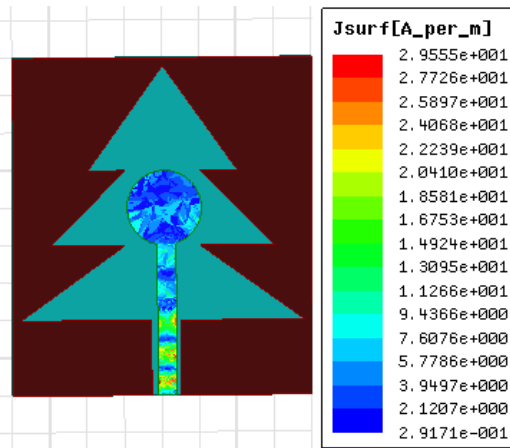 Jsurf[A_per_m]
2.9555e+001
2.7726e+001
2.5897e+001
2.4068e+001
2.2239e+001
2.0410e+001
1.8581e+001
1.6753e+001
1.4924e+001
1.3095e+001
1.1266e+001
9.4366e+000
7.6076e+000
5.7786e+000
3.9497e+000
2.1207e+000
2.9171e-001